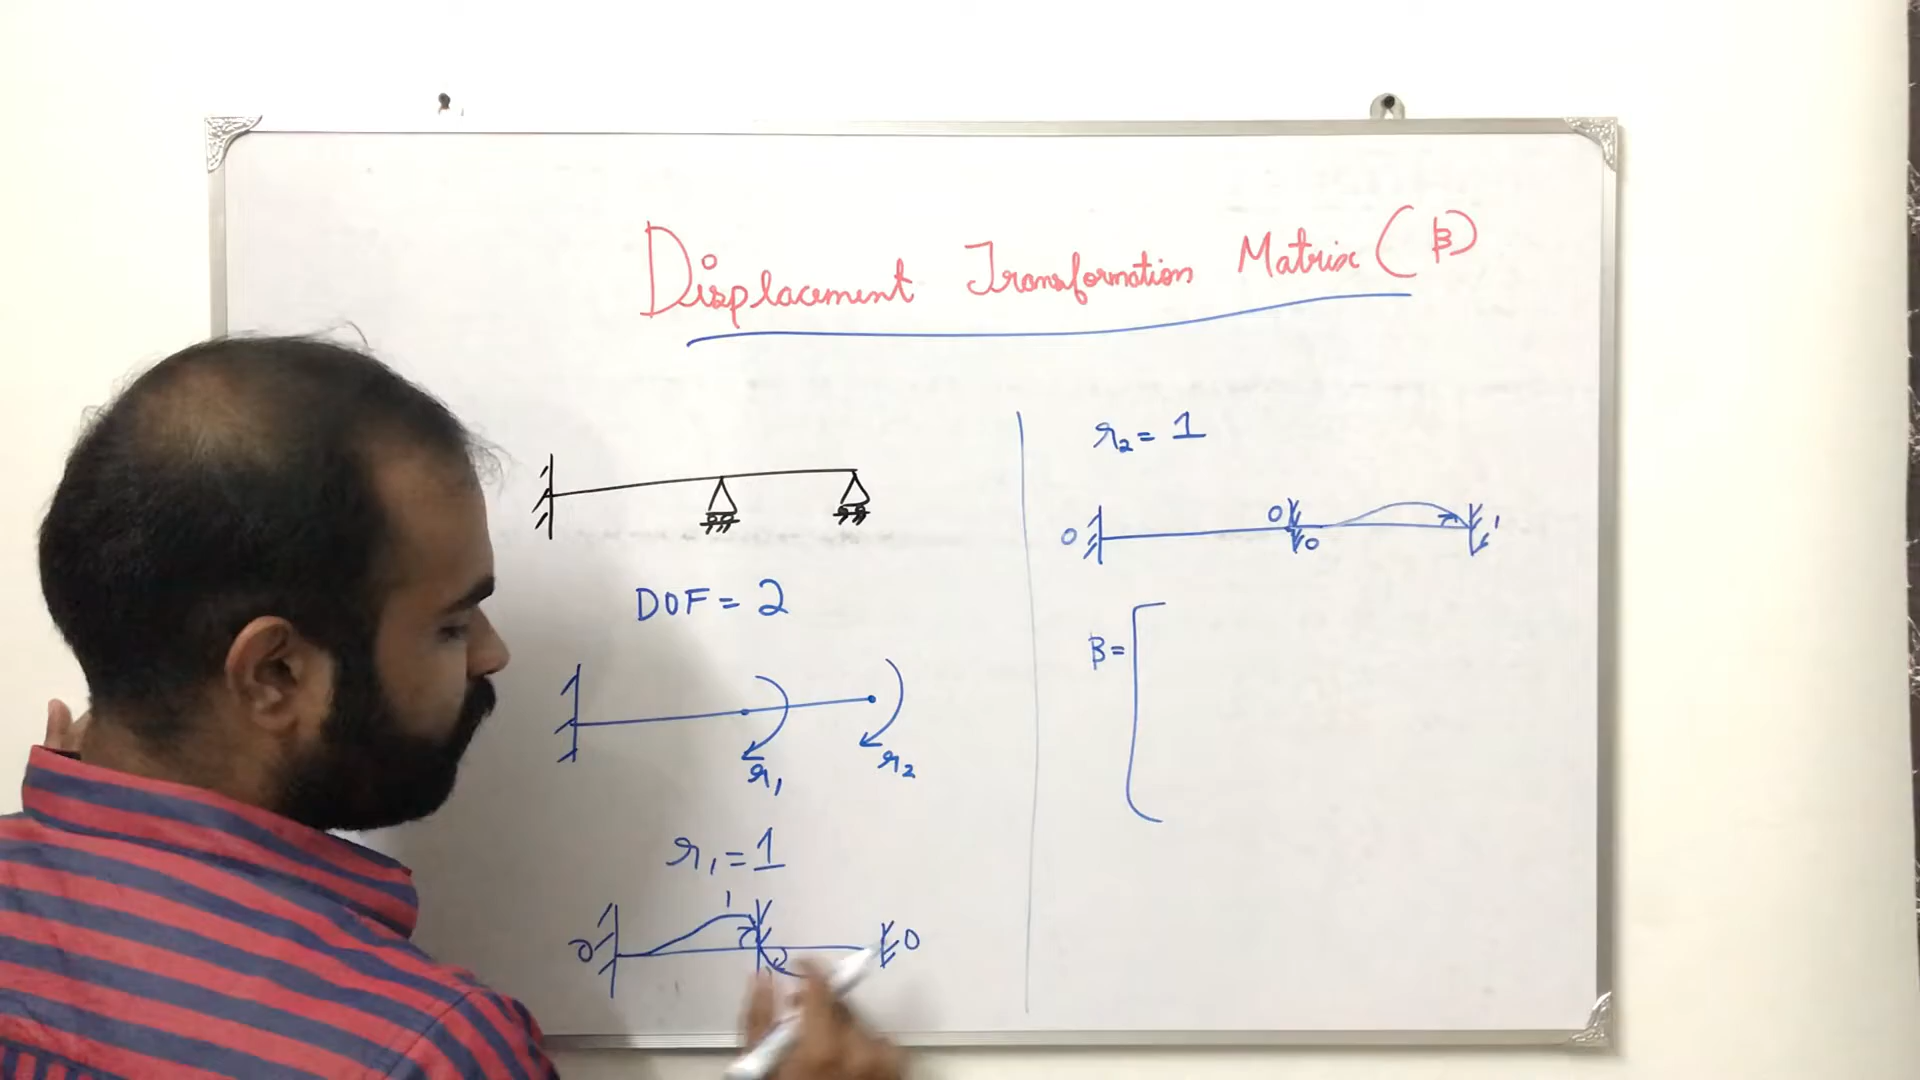 Displacement Transformation Matrix (B)
DOF = 2
r₁
r₂
r₁ = 1
0
1
0
r₂ = 1
0
0
0
1
B =